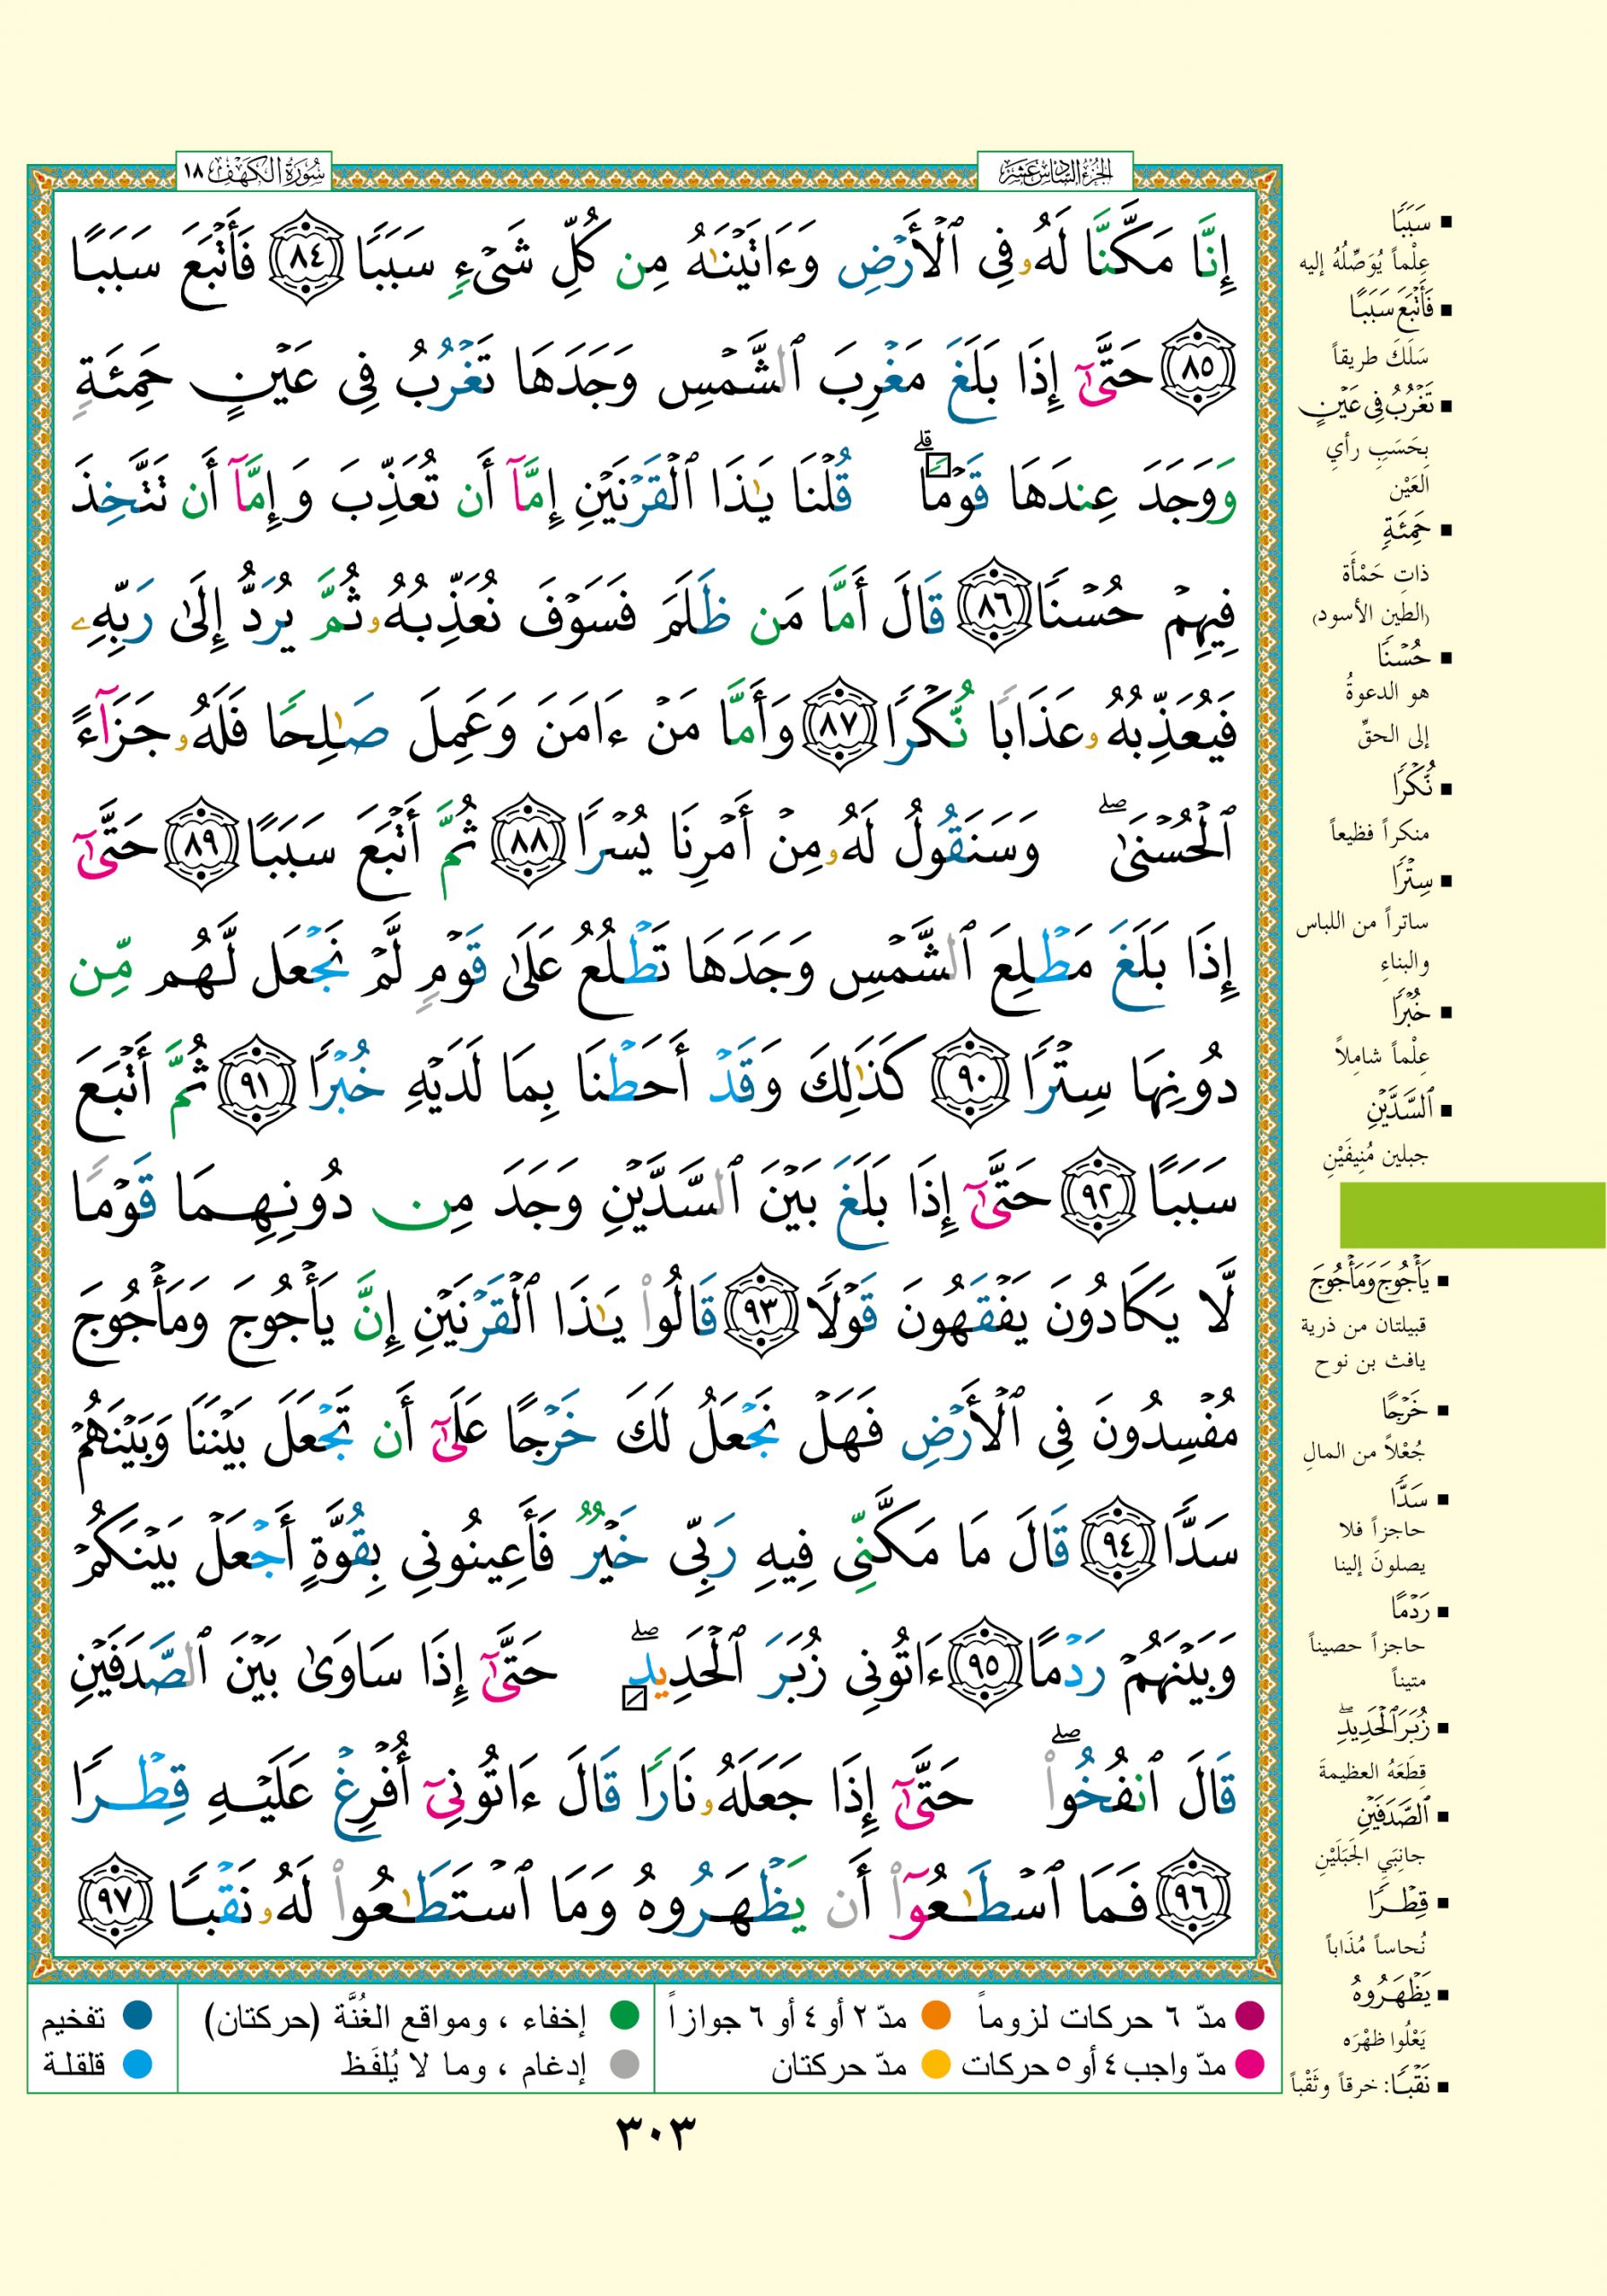 الجزء السادس عشر
سُورَةُ الكَهْف ١٨
إِنَّا مَكَّنَّا لَهُۥ فِى ٱلْأَرْضِ وَءَاتَيْنَٰهُ مِن كُلِّ شَىْءٍ سَبَبًا ٨٤ فَأَتْبَعَ سَبَبًا
٨٥ حَتَّىٰٓ إِذَا بَلَغَ مَغْرِبَ ٱلشَّمْسِ وَجَدَهَا تَغْرُبُ فِى عَيْنٍ حَمِئَةٍ
وَوَجَدَ عِندَهَا قَوْمًا ۗ قُلْنَا يَٰذَا ٱلْقَرْنَيْنِ إِمَّآ أَن تُعَذِّبَ وَإِمَّآ أَن تَتَّخِذَ
فِيهِمْ حُسْنًا ٨٦ قَالَ أَمَّا مَن ظَلَمَ فَسَوْفَ نُعَذِّبُهُۥ ثُمَّ يُرَدُّ إِلَىٰ رَبِّهِۦ
فَيُعَذِّبُهُۥ عَذَابًا نُّكْرًا ٨٧ وَأَمَّا مَنْ ءَامَنَ وَعَمِلَ صَٰلِحًا فَلَهُۥ جَزَآءً
ٱلْحُسْنَىٰ ۖ وَسَنَقُولُ لَهُۥ مِنْ أَمْرِنَا يُسْرًا ٨٨ ثُمَّ أَتْبَعَ سَبَبًا ٨٩ حَتَّىٰٓ
إِذَا بَلَغَ مَطْلِعَ ٱلشَّمْسِ وَجَدَهَا تَطْلُعُ عَلَىٰ قَوْمٍ لَّمْ نَجْعَل لَّهُم مِّن
دُونِهَا سِتْرًا ٩٠ كَذَٰلِكَ وَقَدْ أَحَطْنَا بِمَا لَدَيْهِ خُبْرًا ٩١ ثُمَّ أَتْبَعَ
سَبَبًا ٩٢ حَتَّىٰٓ إِذَا بَلَغَ بَيْنَ ٱلسَّدَّيْنِ وَجَدَ مِن دُونِهِمَا قَوْمًا
لَّا يَكَادُونَ يَفْقَهُونَ قَوْلًا ٩٣ قَالُوا۟ يَٰذَا ٱلْقَرْنَيْنِ إِنَّ يَأْجُوجَ وَمَأْجُوجَ
مُفْسِدُونَ فِى ٱلْأَرْضِ فَهَلْ نَجْعَلُ لَكَ خَرْجًا عَلَىٰٓ أَن تَجْعَلَ بَيْنَنَا وَبَيْنَهُمْ
سَدًّا ٩٤ قَالَ مَا مَكَّنِّى فِيهِ رَبِّى خَيْرٌ فَأَعِينُونِى بِقُوَّةٍ أَجْعَلْ بَيْنَكُمْ
وَبَيْنَهُمْ رَدْمًا ٩٥ ءَاتُونِى زُبَرَ ٱلْحَدِيدِ ۖ حَتَّىٰٓ إِذَا سَاوَىٰ بَيْنَ ٱلصَّدَفَيْنِ
قَالَ ٱنفُخُوا۟ ۖ حَتَّىٰٓ إِذَا جَعَلَهُۥ نَارًا قَالَ ءَاتُونِىٓ أُفْرِغْ عَلَيْهِ قِطْرًا
٩٦ فَمَا ٱسْطَٰعُوٓا۟ أَن يَظْهَرُوهُ وَمَا ٱسْتَطَٰعُوا۟ لَهُۥ نَقْبًا ٩٧
■ سَبَبًا
عِلْماً يُوَصِّلُهُ إليه
■ فَأَتْبَعَ سَبَبًا
سَلَكَ طريقاً
■ تَغْرُبُ فِى عَيْنٍ
بِحَسَبِ رأيِ
العَيْن
■ حَمِئَةٍ
ذاتِ حَمْأَة
(الطين الأسود)
■ حُسْنًا
هو الدعوةُ
إلى الحقِّ
■ نُّكْرًا
منكراً فظيعاً
■ سِتْرًا
ساتراً من اللباس
والبناءِ
■ خُبْرًا
عِلْماً شامِلاً
■ ٱلسَّدَّيْنِ
جبلين مُنِيفَيْنِ
■ يَأْجُوجَ وَمَأْجُوجَ
قبيلتان من ذرية
يافث بن نوح
■ خَرْجًا
جُعْلاً من المالِ
■ سَدًّا
حاجزاً فلا
يصلونَ إلينا
■ رَدْمًا
حاجزاً حصيناً
متيناً
■ زُبَرَ ٱلْحَدِيدِ ۖ
قِطَعَهُ العظيمةَ
■ ٱلصَّدَفَيْنِ
جانِبَيِ الجَبَلَيْنِ
■ قِطْرًا
نُحاساً مُذَاباً
■ يَظْهَرُوهُ
يَعْلُوا ظهْرَه
■ نَقْبًا: خرقاً وثَقْباً
مدّ ٦ حركات لزوماً مدّ ٢ أو ٤ أو ٦ جوازاً إخفاء ، ومواقع الغُنَّة (حركتان) تفخيم
مدّ واجب ٤ أو ٥ حركات مدّ حركتان إدغام ، وما لا يُلفَظ قلقلة
٣٠٣